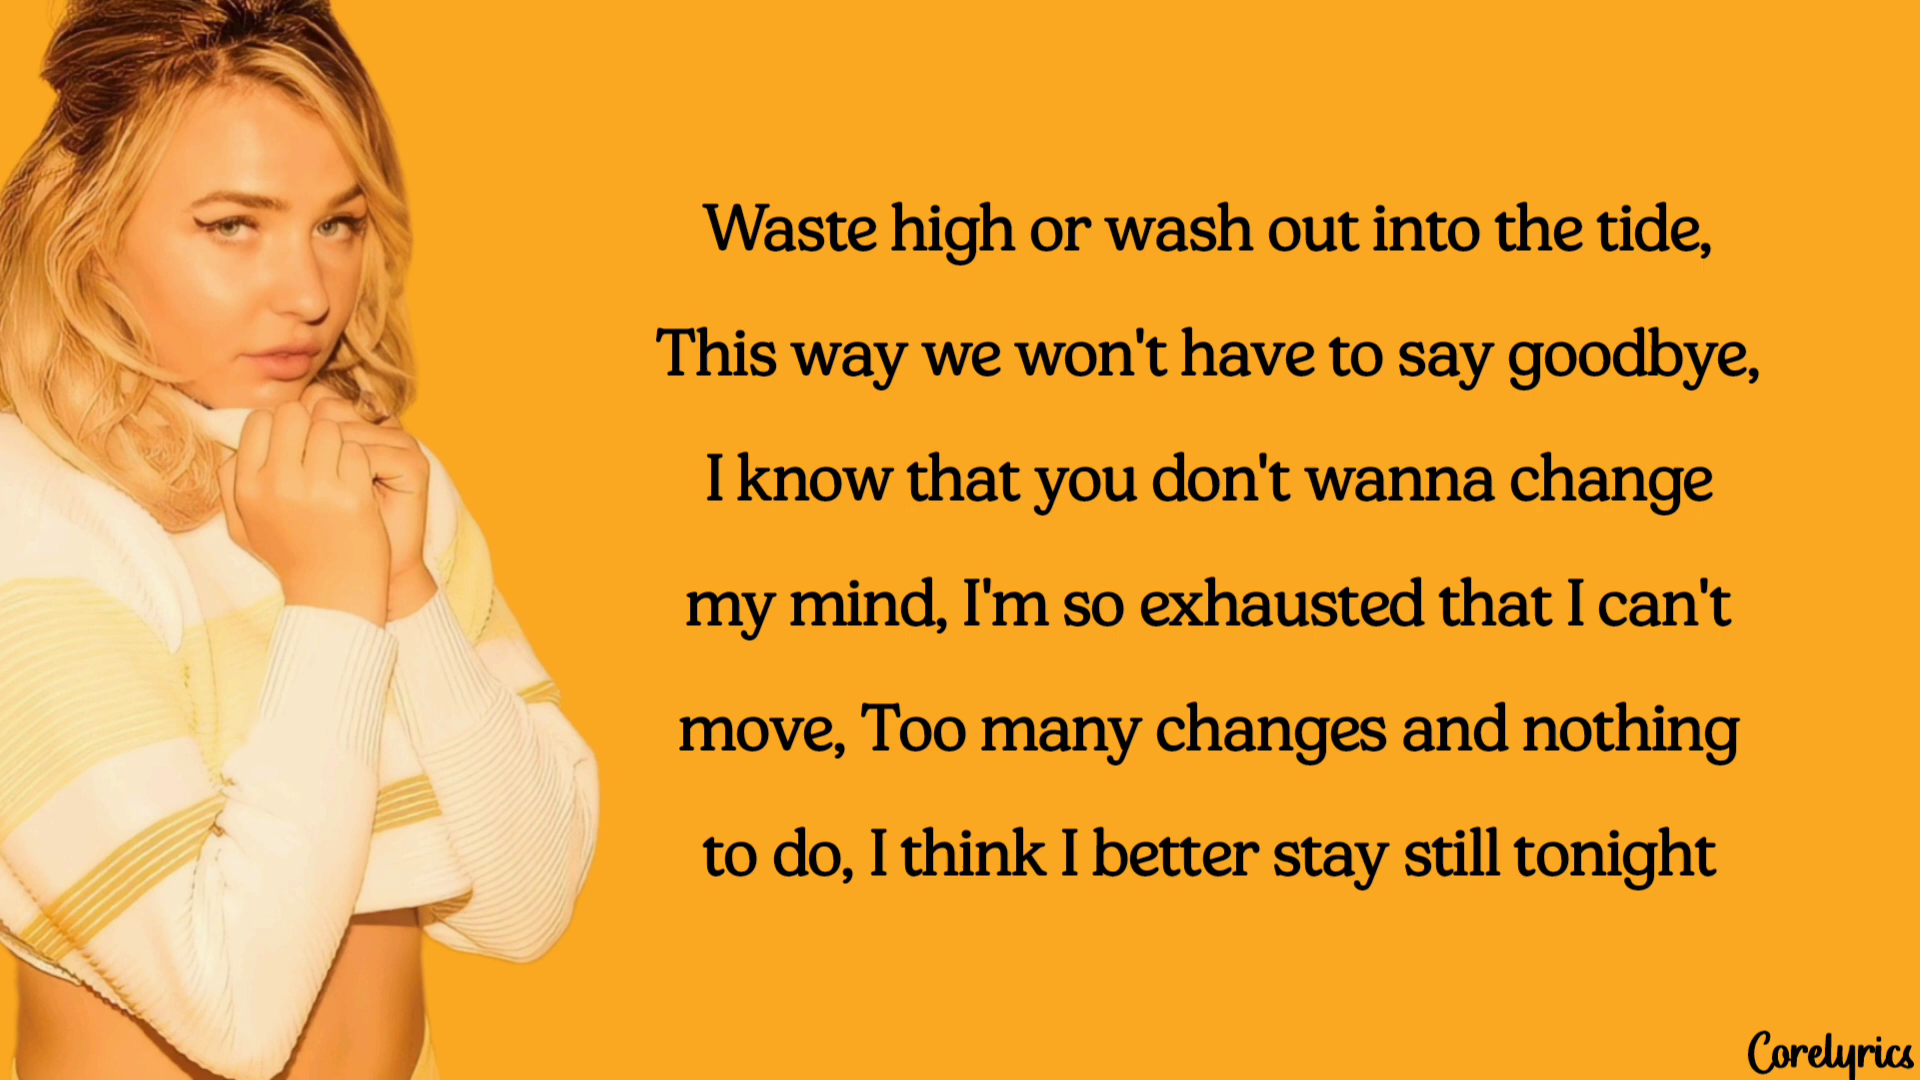 Waste high or wash out into the tide,
This way we won't have to say goodbye,
I know that you don't wanna change
my mind, I'm so exhausted that I can't
move, Too many changes and nothing
to do, I think I better stay still tonight
Corelyrics